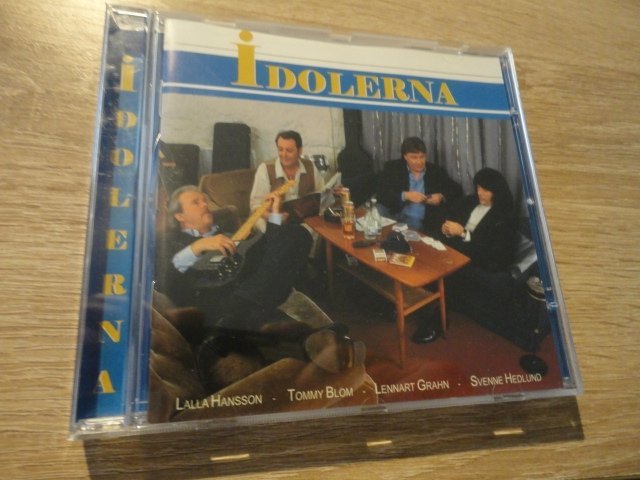 iDOLERNA
iDOLERNA
LALLA HANSSON - TOMMY BLOM - LENNART GRAHN - SVENNE HEDLUND